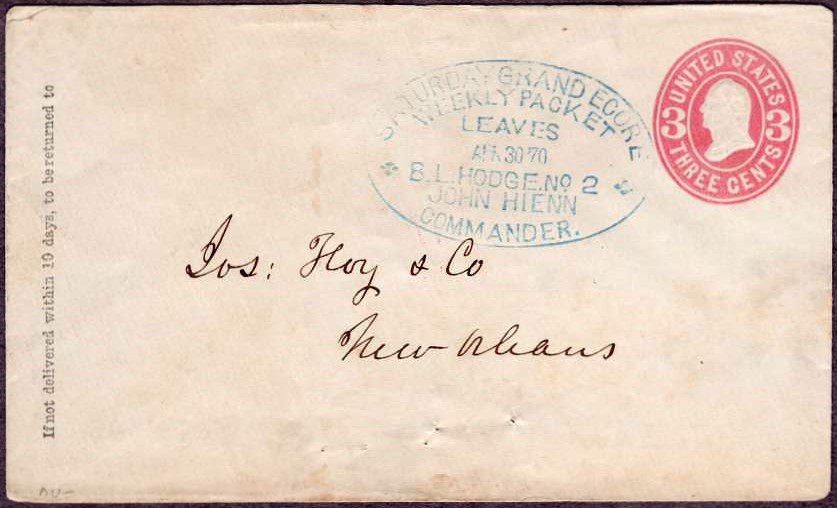 If not delivered within 10 days, to be returned to
SATURDAY GRAND ECORE
WEEKLY PACKET
LEAVES
APR 30 70
B.L. HODGE. No 2
JOHN HIENN
COMMANDER.
UNITED STATES
3 3
THREE CENTS
Jos: Hoy & Co
New Orleans